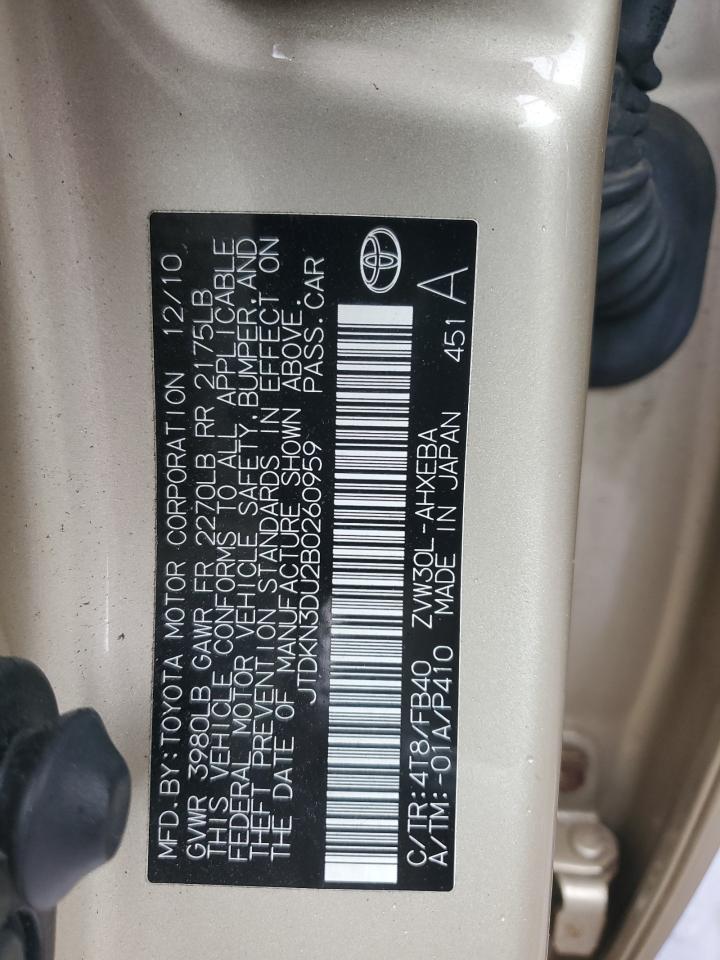 MFD.BY:TOYOTA MOTOR CORPORATION 12/10
GVWR 3980LB GAWR FR 2270LB RR 2175LB
THIS VEHICLE CONFORMS TO ALL APPLICABLE
FEDERAL MOTOR VEHICLE SAFETY,BUMPER,AND
THEFT PREVENTION STANDARDS IN EFFECT ON
THE DATE OF MANUFACTURE SHOWN ABOVE.
JTDKN3DU2B0260959 PASS.CAR
C/TR:4T8/FB40 ZVW30L-AHXEBA 451 A
A/TM:-01A/P410 MADE IN JAPAN